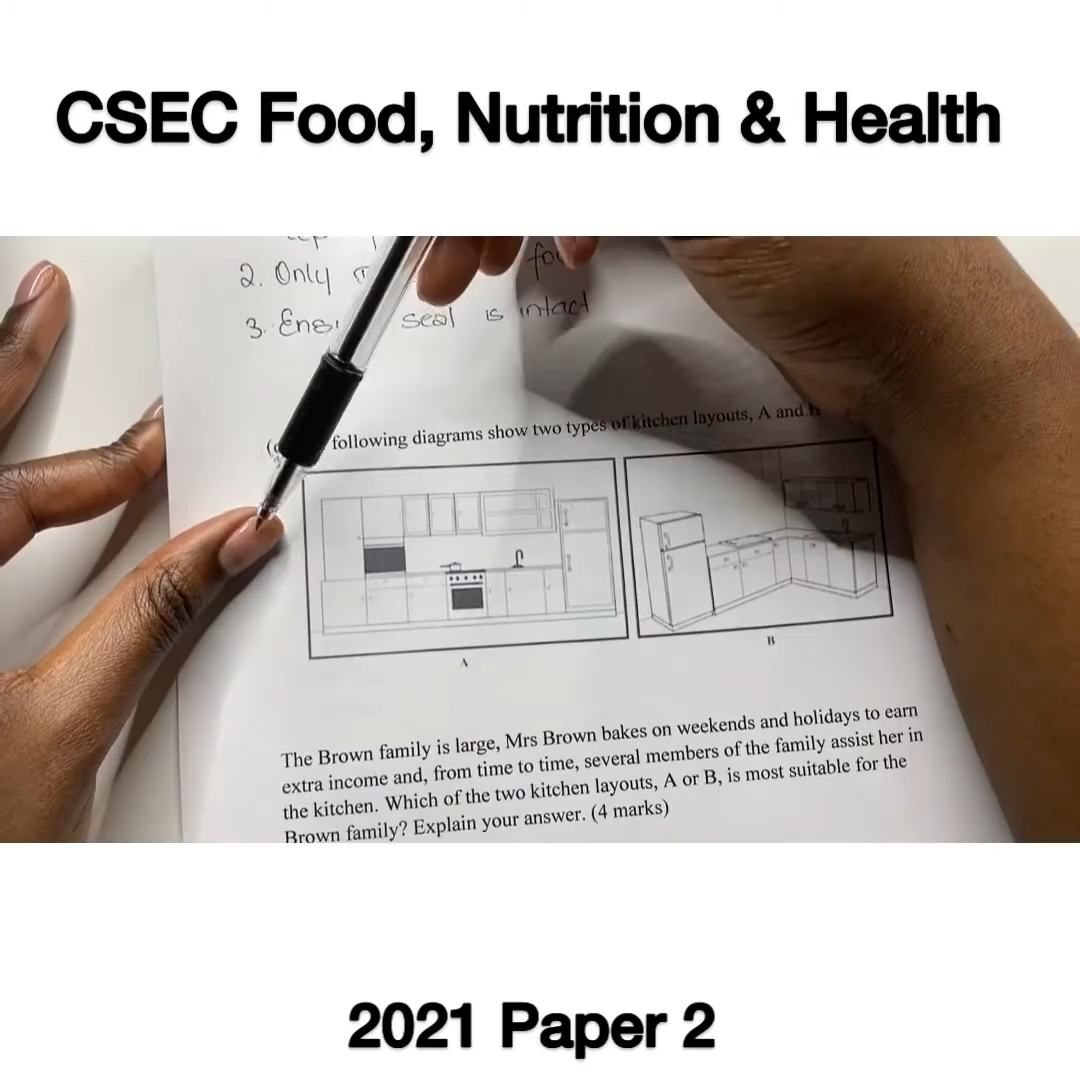 CSEC Food, Nutrition & Health
2. Only
3. Ens seal is intact
following diagrams show two types of kitchen layouts, A and
A
B
The Brown family is large, Mrs Brown bakes on weekends and holidays to earn
extra income and, from time to time, several members of the family assist her in
the kitchen. Which of the two kitchen layouts, A or B, is most suitable for the
Brown family? Explain your answer. (4 marks)
2021 Paper 2